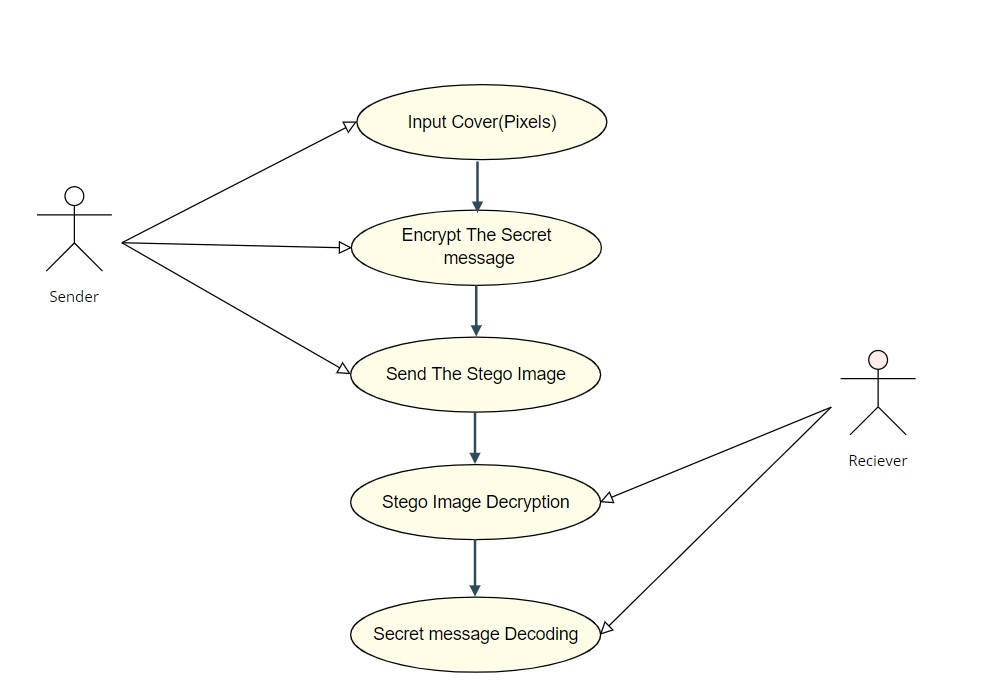 Input Cover(Pixels)
Encrypt The Secret
message
Sender
Send The Stego Image
Reciever
Stego Image Decryption
Secret message Decoding